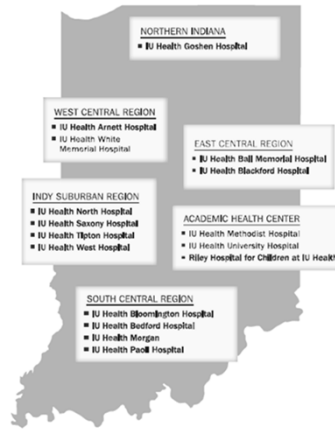 NORTHERN INDIANA
IU Health Goshen Hospital
WEST CENTRAL REGION
IU Health Arnett Hospital
IU Health White
Memorial Hospital
EAST CENTRAL REGION
IU Health Ball Memorial Hospital
IU Health Blackford Hospital
INDY SUBURBAN REGION
IU Health North Hospital
IU Health Saxony Hospital
IU Health Tipton Hospital
IU Health West Hospital
ACADEMIC HEALTH CENTER
IU Health Methodist Hospital
IU Health University Hospital
Riley Hospital for Children at IU Health
SOUTH CENTRAL REGION
IU Health Bloomington Hospital
IU Health Bedford Hospital
IU Health Morgan
IU Health Paoli Hospital